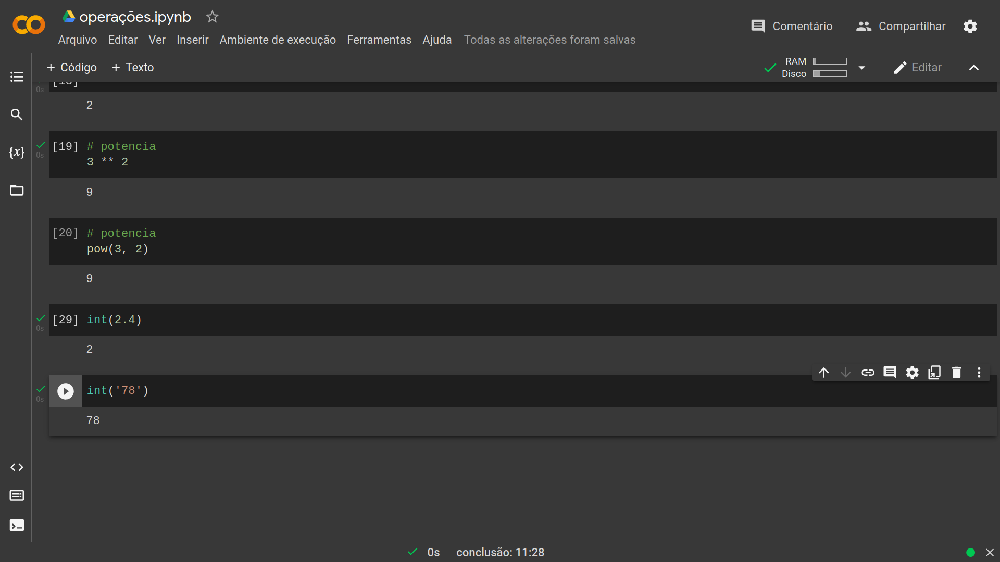 operações.ipynb
Comentário
Compartilhar
Arquivo Editar Ver Inserir Ambiente de execução Ferramentas Ajuda Todas as alterações foram salvas
+ Código + Texto
RAM
Disco
Editar
0s
2
[19] # potencia
0s
3 ** 2
9
[20] # potencia
pow(3, 2)
9
[29] int(2.4)
0s
2
int('78')
0s
78
0s conclusão: 11:28